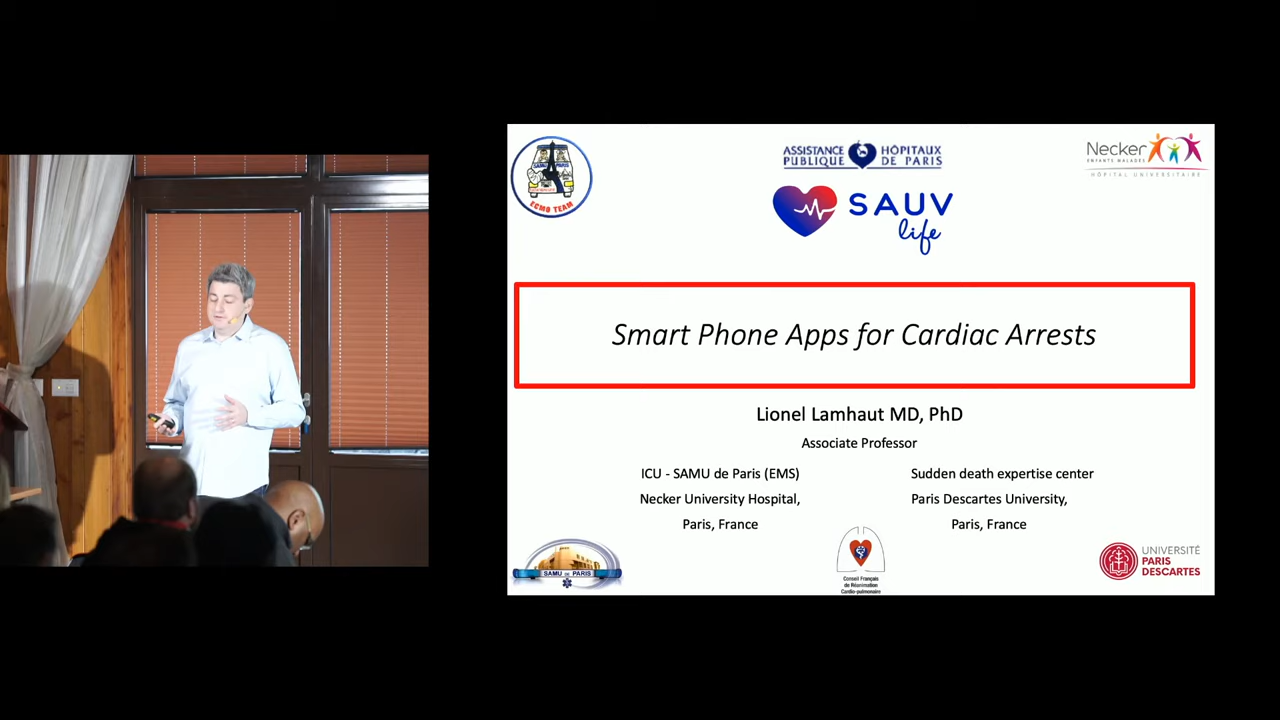 SAMU de PARIS
ECMO TEAM
ASSISTANCE PUBLIQUE
HÔPITAUX DE PARIS
Necker
ENFANTS MALADES
HÔPITAL UNIVERSITAIRE
SAUV
life
Smart Phone Apps for Cardiac Arrests
Lionel Lamhaut MD, PhD
Associate Professor
ICU - SAMU de Paris (EMS)
Necker University Hospital,
Paris, France
Sudden death expertise center
Paris Descartes University,
Paris, France
SAMU DE PARIS
Conseil Français
de Réanimation
Cardio-pulmonaire
UNIVERSITÉ
PARIS
DESCARTES